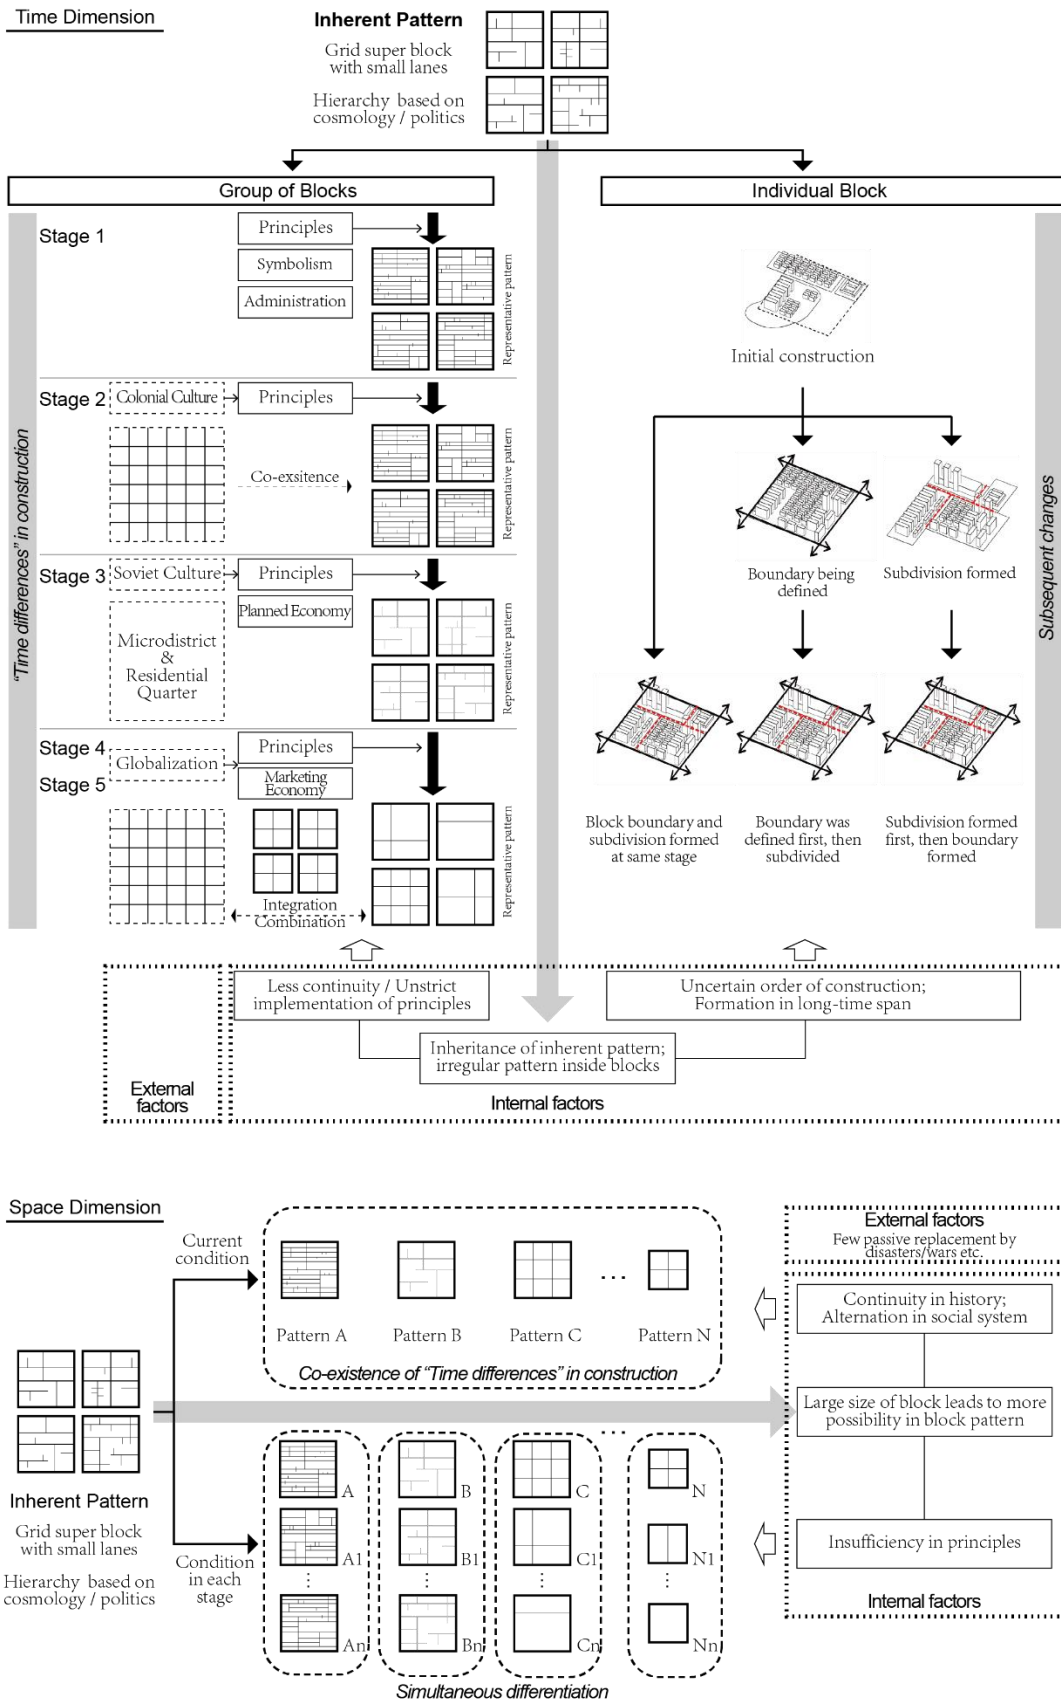 Time Dimension
Inherent Pattern
Grid super block
with small lanes
Hierarchy based on
cosmology / politics
Group of Blocks
Individual Block
"Time differences" in construction
Stage 1
Principles
Symbolism
Administration
Representative pattern
Stage 2
Colonial Culture
Principles
Co-exsitence
Representative pattern
Stage 3
Soviet Culture
Principles
Planned Economy
Microdistrict
&
Residential
Quarter
Representative pattern
Stage 4
Stage 5
Globalization
Principles
Marketing
Economy
Integration
Combination
Representative pattern
Initial construction
Boundary being
defined
Subdivision formed
Block boundary and
subdivision formed
at same stage
Boundary was
defined first, then
subdivided
Subdivision formed
first, then boundary
formed
Subsequent changes
Less continuity / Unstrict
implementation of principles
Uncertain order of construction;
Formation in long-time span
Inheritance of inherent pattern;
irregular pattern inside blocks
External
factors
Internal factors
Space Dimension
Inherent Pattern
Grid super block
with small lanes
Hierarchy based on
cosmology / politics
Current
condition
Pattern A
Pattern B
Pattern C
...
Pattern N
Co-existence of "Time differences" in construction
Condition
in each
stage
A
B
C
...
N
A1
B1
C1
N1
An
Bn
Cn
Nn
Simultaneous differentiation
External factors
Few passive replacement by
disasters/wars etc.
Continuity in history;
Alternation in social system
Large size of block leads to more
possibility in block pattern
Insufficiency in principles
Internal factors